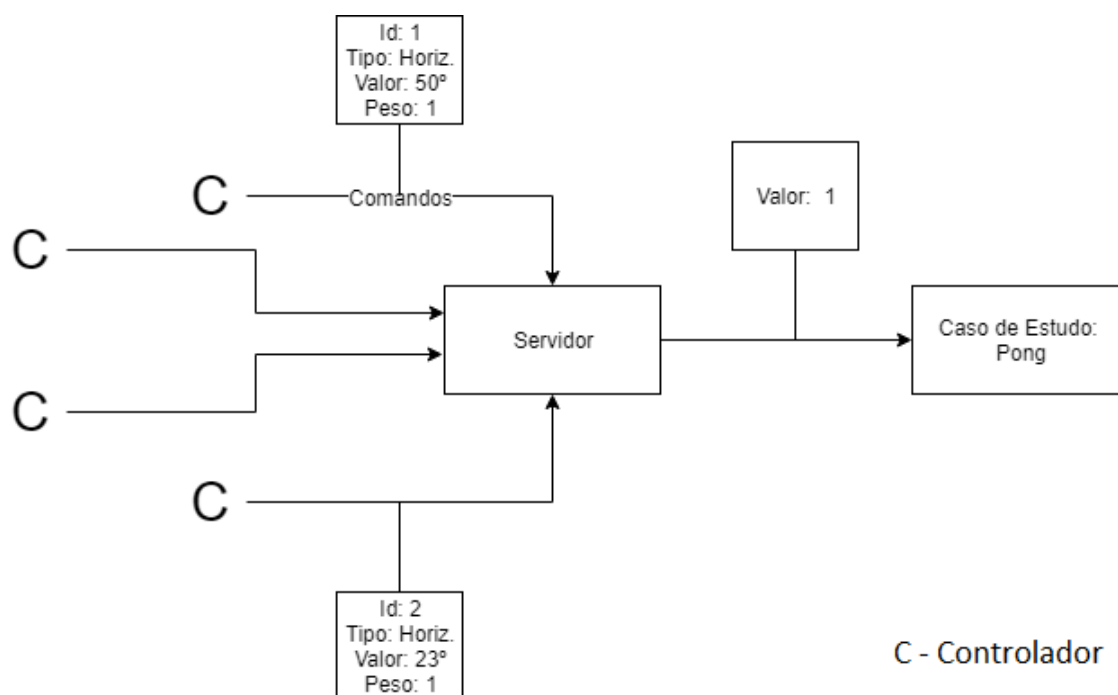 Id: 1
Tipo: Horiz.
Valor: 50º
Peso: 1
C
Comandos
Valor: 1
C
Servidor
Caso de Estudo:
Pong
C
C
Id: 2
Tipo: Horiz.
Valor: 23º
Peso: 1
C - Controlador